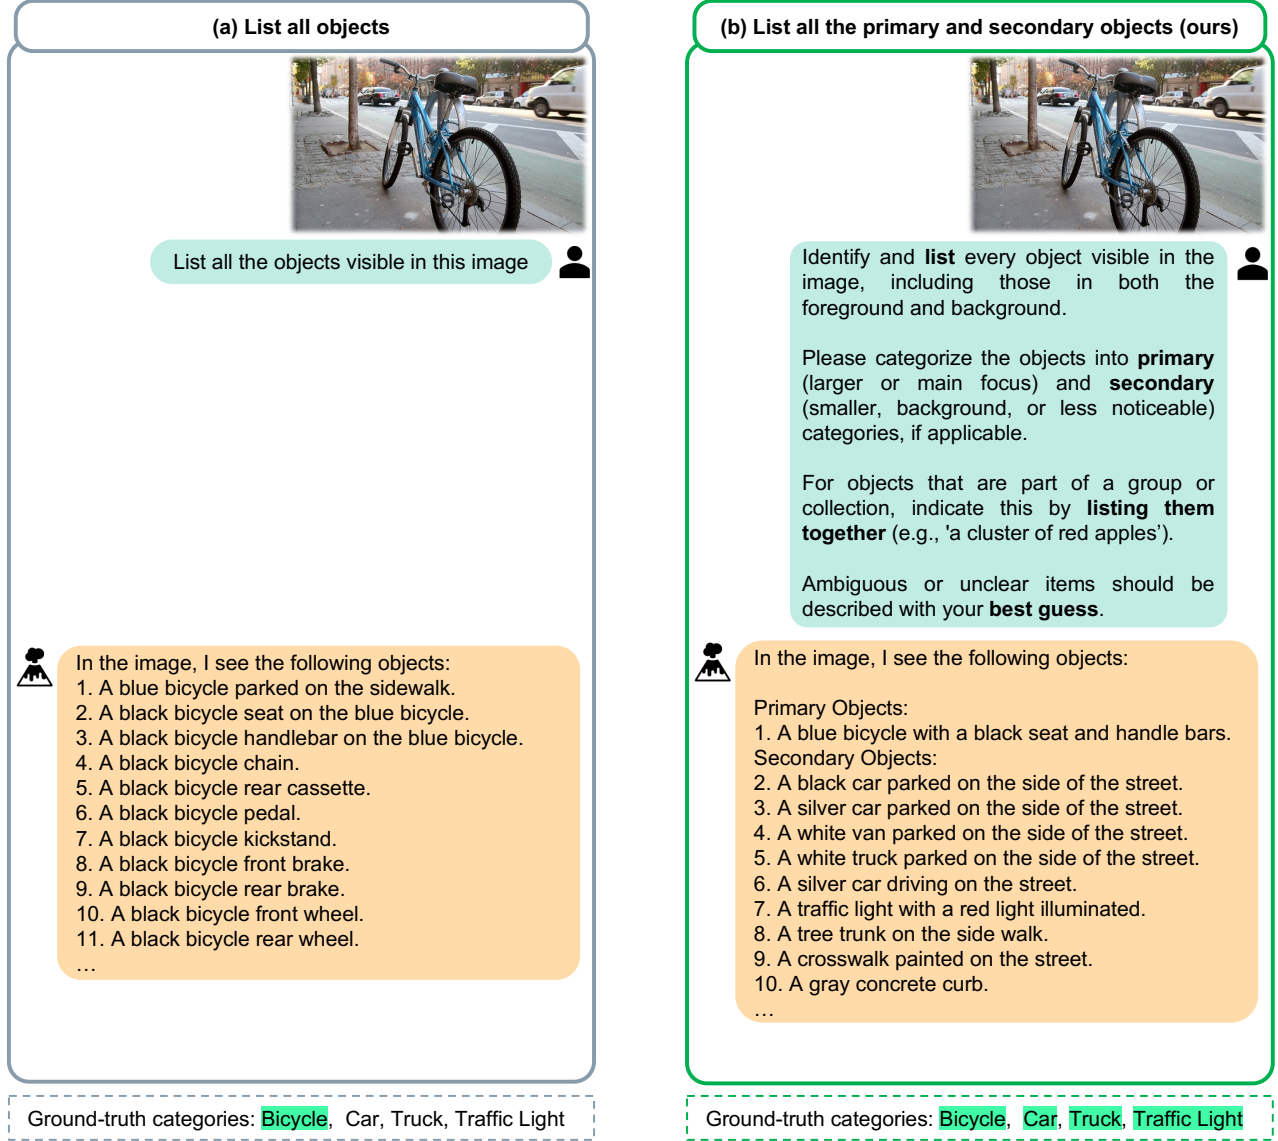 (a) List all objects
List all the objects visible in this image
In the image, I see the following objects:
1. A blue bicycle parked on the sidewalk.
2. A black bicycle seat on the blue bicycle.
3. A black bicycle handlebar on the blue bicycle.
4. A black bicycle chain.
5. A black bicycle rear cassette.
6. A black bicycle pedal.
7. A black bicycle kickstand.
8. A black bicycle front brake.
9. A black bicycle rear brake.
10. A black bicycle front wheel.
11. A black bicycle rear wheel.
…
Ground-truth categories: Bicycle, Car, Truck, Traffic Light
(b) List all the primary and secondary objects (ours)
Identify and list every object visible in the
image, including those in both the
foreground and background.
Please categorize the objects into primary
(larger or main focus) and secondary
(smaller, background, or less noticeable)
categories, if applicable.
For objects that are part of a group or
collection, indicate this by listing them
together (e.g., 'a cluster of red apples’).
Ambiguous or unclear items should be
described with your best guess.
In the image, I see the following objects:
Primary Objects:
1. A blue bicycle with a black seat and handle bars.
Secondary Objects:
2. A black car parked on the side of the street.
3. A silver car parked on the side of the street.
4. A white van parked on the side of the street.
5. A white truck parked on the side of the street.
6. A silver car driving on the street.
7. A traffic light with a red light illuminated.
8. A tree trunk on the side walk.
9. A crosswalk painted on the street.
10. A gray concrete curb.
…
Ground-truth categories: Bicycle, Car, Truck, Traffic Light